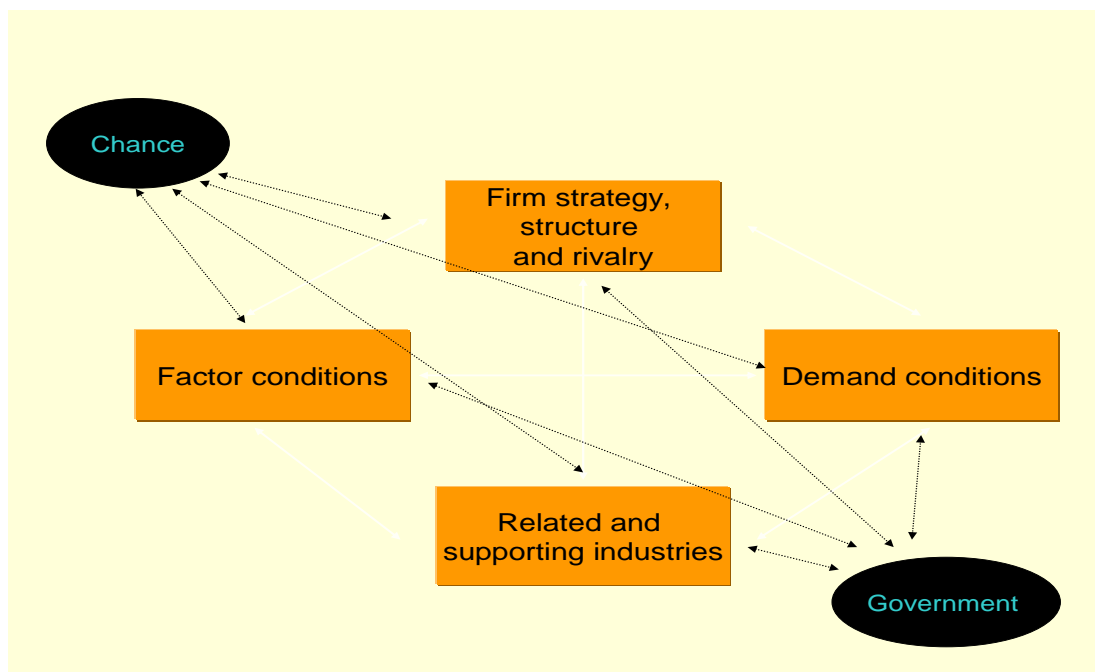 Chance
Firm strategy,
structure
and rivalry
Factor conditions
Demand conditions
Related and
supporting industries
Government